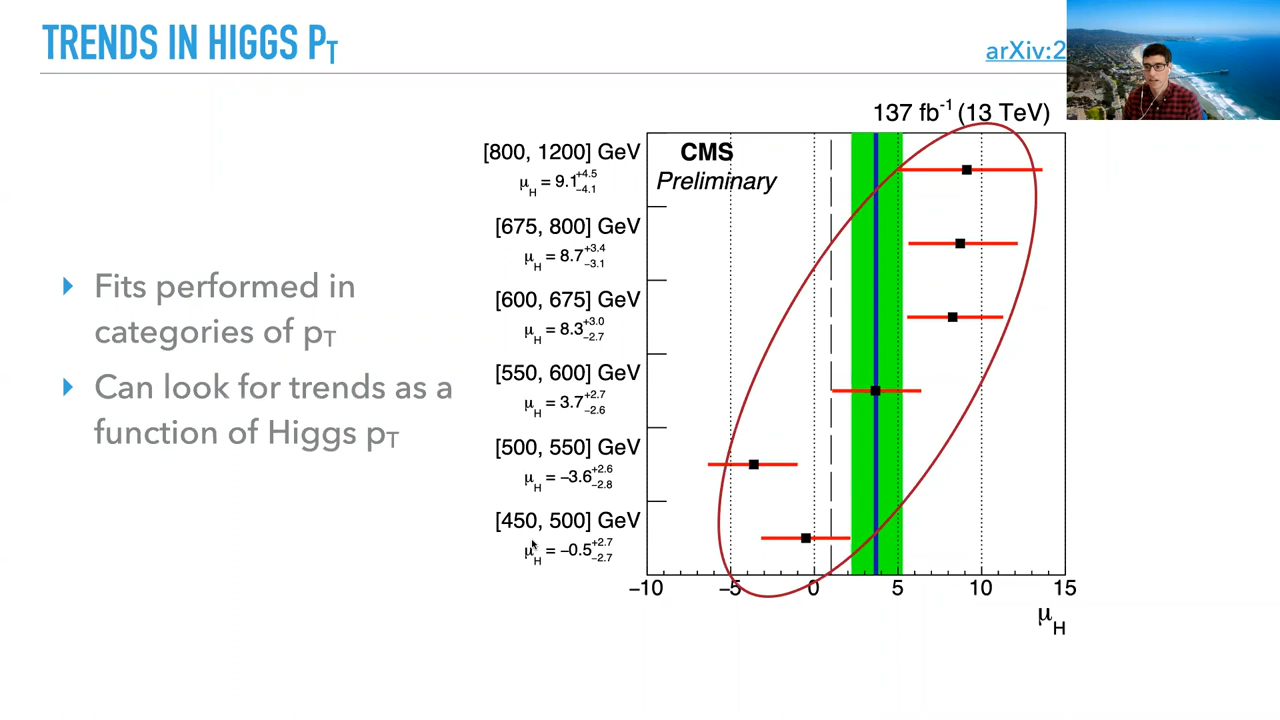 TRENDS IN HIGGS PT
arXiv:2
137 fb-1 (13 TeV)
CMS
Preliminary
[800, 1200] GeV
μH = 9.1+4.5−4.1
[675, 800] GeV
μH = 8.7+3.4−3.1
[600, 675] GeV
μH = 8.3+3.0−2.7
[550, 600] GeV
μH = 3.7+2.7−2.6
[500, 550] GeV
μH = −3.6+2.6−2.8
[450, 500] GeV
μH = −0.5+2.7−2.7
Fits performed in
categories of pT
Can look for trends as a
function of Higgs pT
−10 −5 0 5 10 15
μH